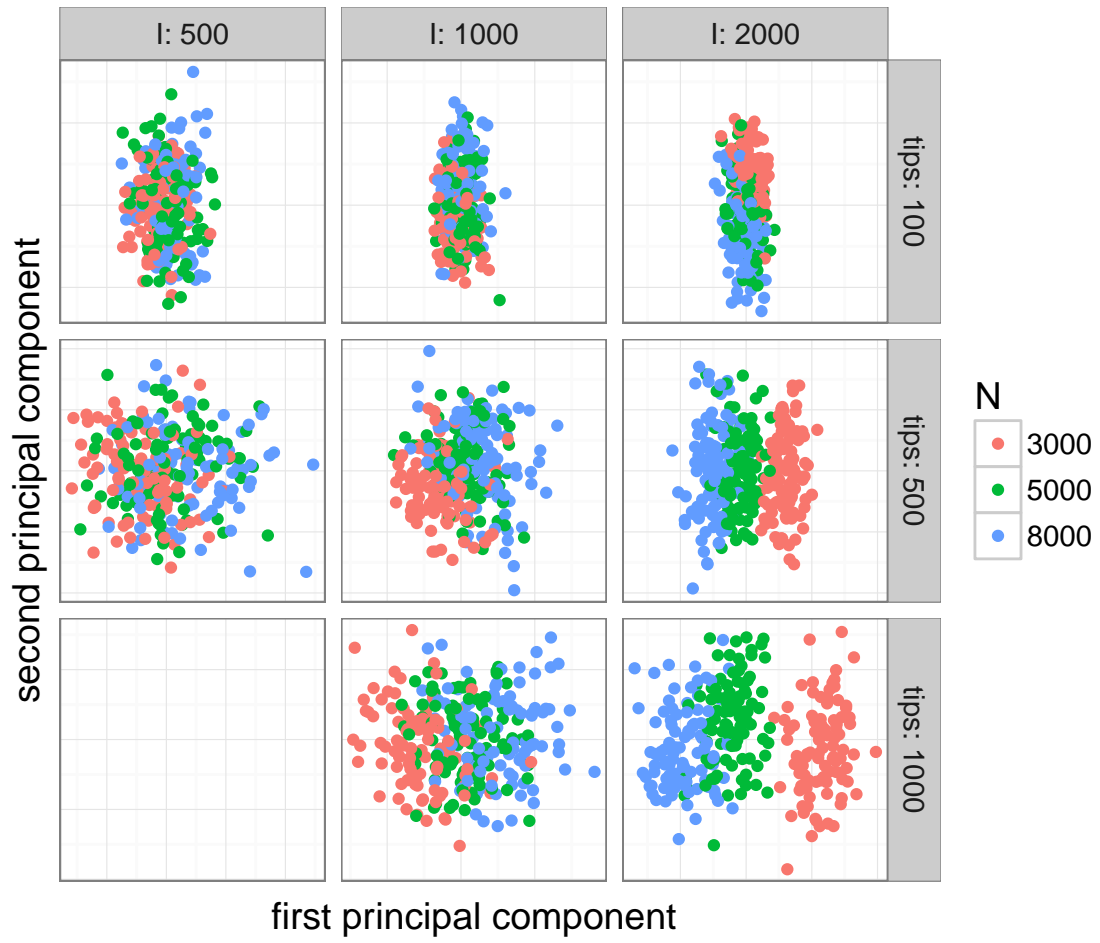 I: 500
I: 1000
I: 2000
tips: 100
tips: 500
tips: 1000
second principal component
first principal component
N
3000
5000
8000